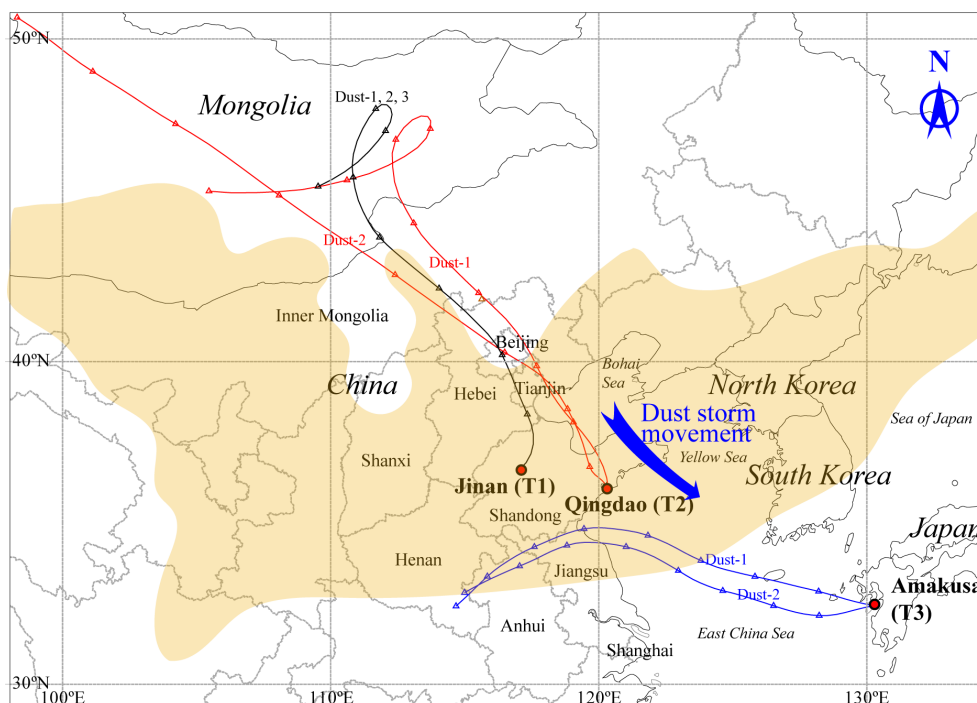 50ºN
N
Mongolia
Dust-1, 2, 3
Dust-2
Dust-1
Inner Mongolia
Beijing
40ºN
China
Hebei
Tianjin
Bohai
Sea
North Korea
Dust storm
movement
Sea of Japan
Shanxi
Yellow Sea
South Korea
Jinan (T1)
Qingdao (T2)
Shandong
Japan
Henan
Jiangsu
Dust-1
Dust-2
Amakusa
(T3)
Anhui
East China Sea
Shanghai
30ºN
100ºE
110ºE
120ºE
130ºE